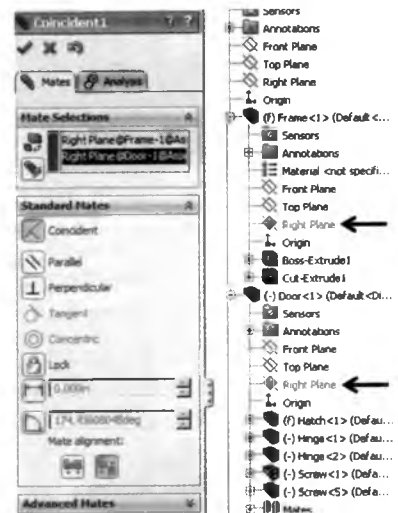 Coincident1 ? ?
Mates Analysis
Mate Selections
Right Plane@Frame-1@As
Right Plane@Door-1@Ass
Standard Mates
Coincident
Parallel
Perpendicular
Tangent
Concentric
Lock
0.000in
Mate alignment:
Advanced Mates
Sensors
Annotations
Front Plane
Top Plane
Right Plane
Origin
(f) Frame<1> (Default<...
Sensors
Annotations
Material <not specifi...
Front Plane
Top Plane
Right Plane
Origin
Boss-Extrude1
Cut-Extrude1
(-) Door<1> (Default<Di...
Sensors
Annotations
Front Plane
Top Plane
Right Plane
Origin
(f) Hatch<1> (Defau...
(-) Hinge<1> (Defau...
(-) Hinge<2> (Defau...
(-) Screw<1> (Defa...
(-) Screw<5> (Defa...
Mates